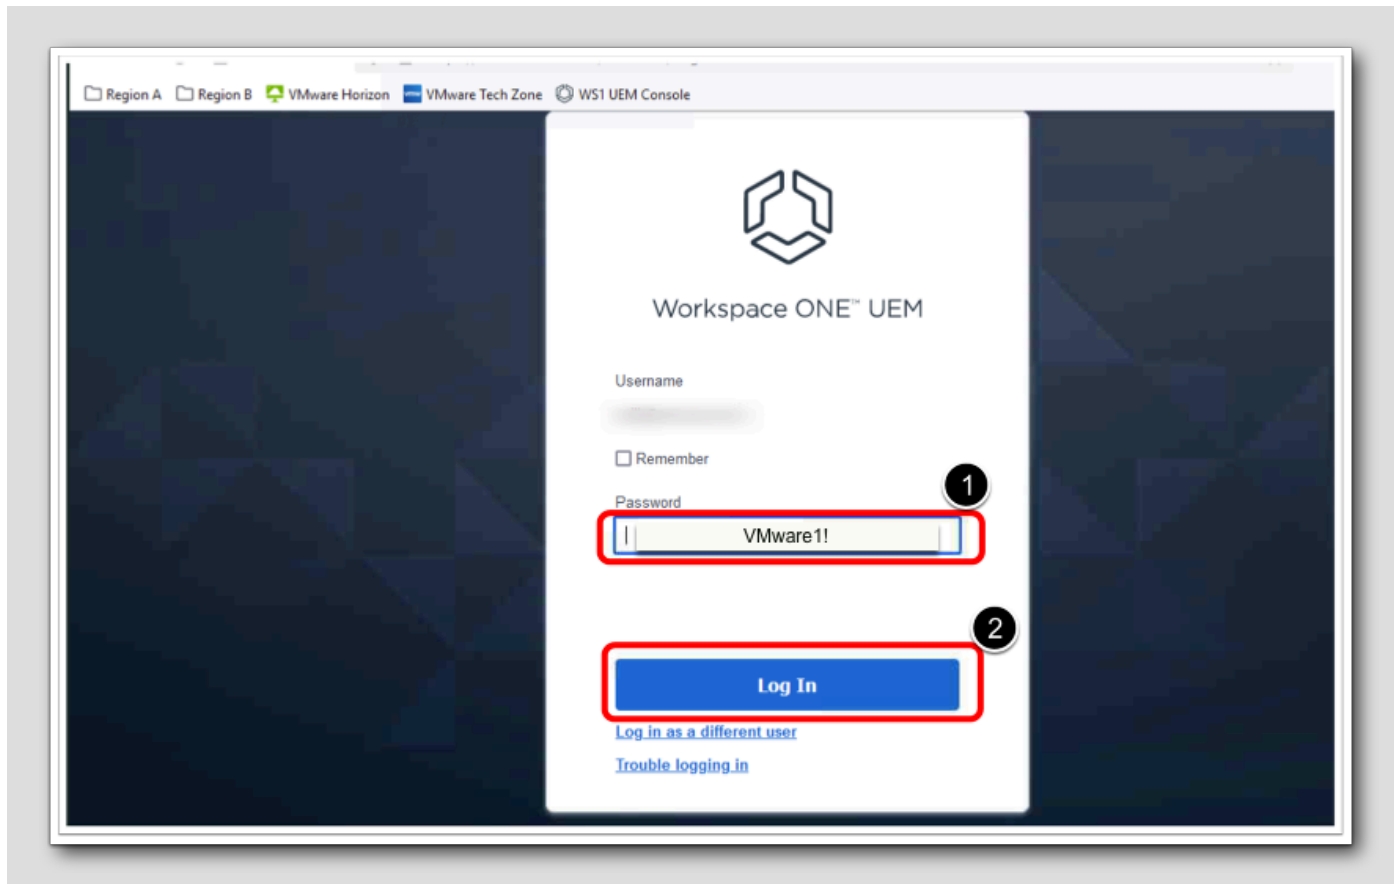 Region A Region B VMware Horizon VMware Tech Zone WS1 UEM Console
Workspace ONE™ UEM
Username
Remember
1
Password
VMware1!
2
Log In
Log in as a different user
Trouble logging in